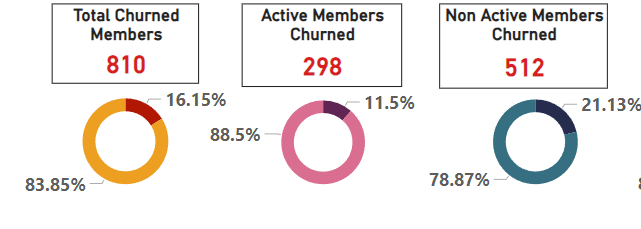 Total Churned
Members
810
Active Members
Churned
298
Non Active Members
Churned
512
16.15%
83.85%
11.5%
88.5%
21.13%
78.87%